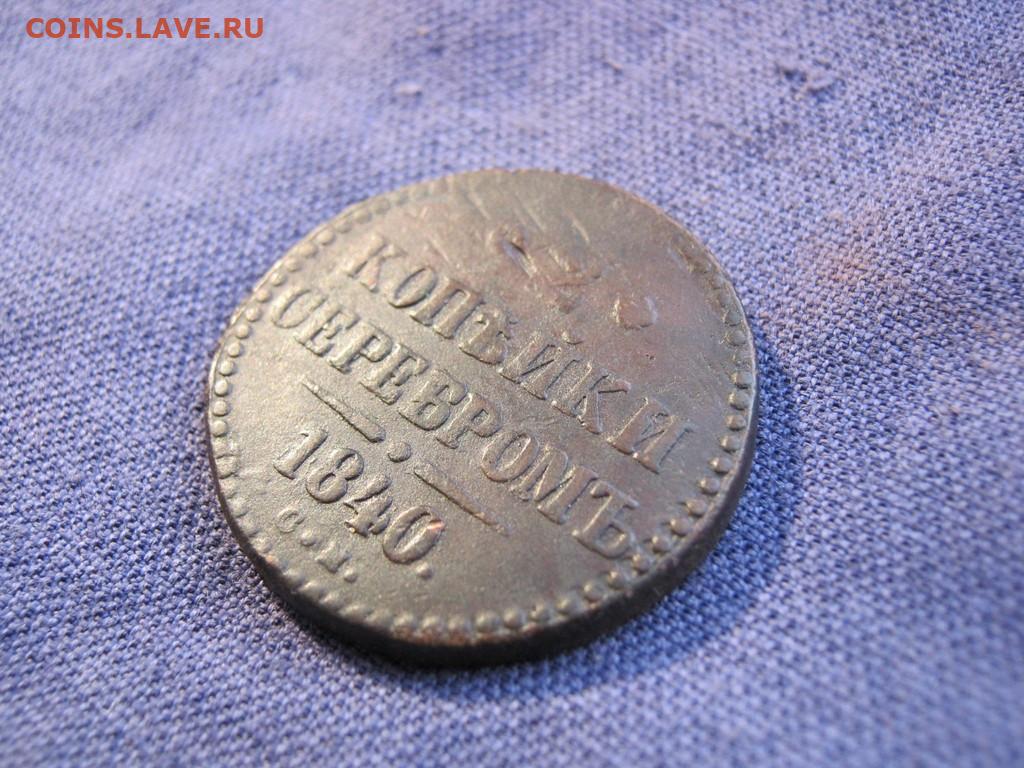 COINS.LAVE.RU
КОПѢЙКИ
СЕРЕБРОМЪ
1840.